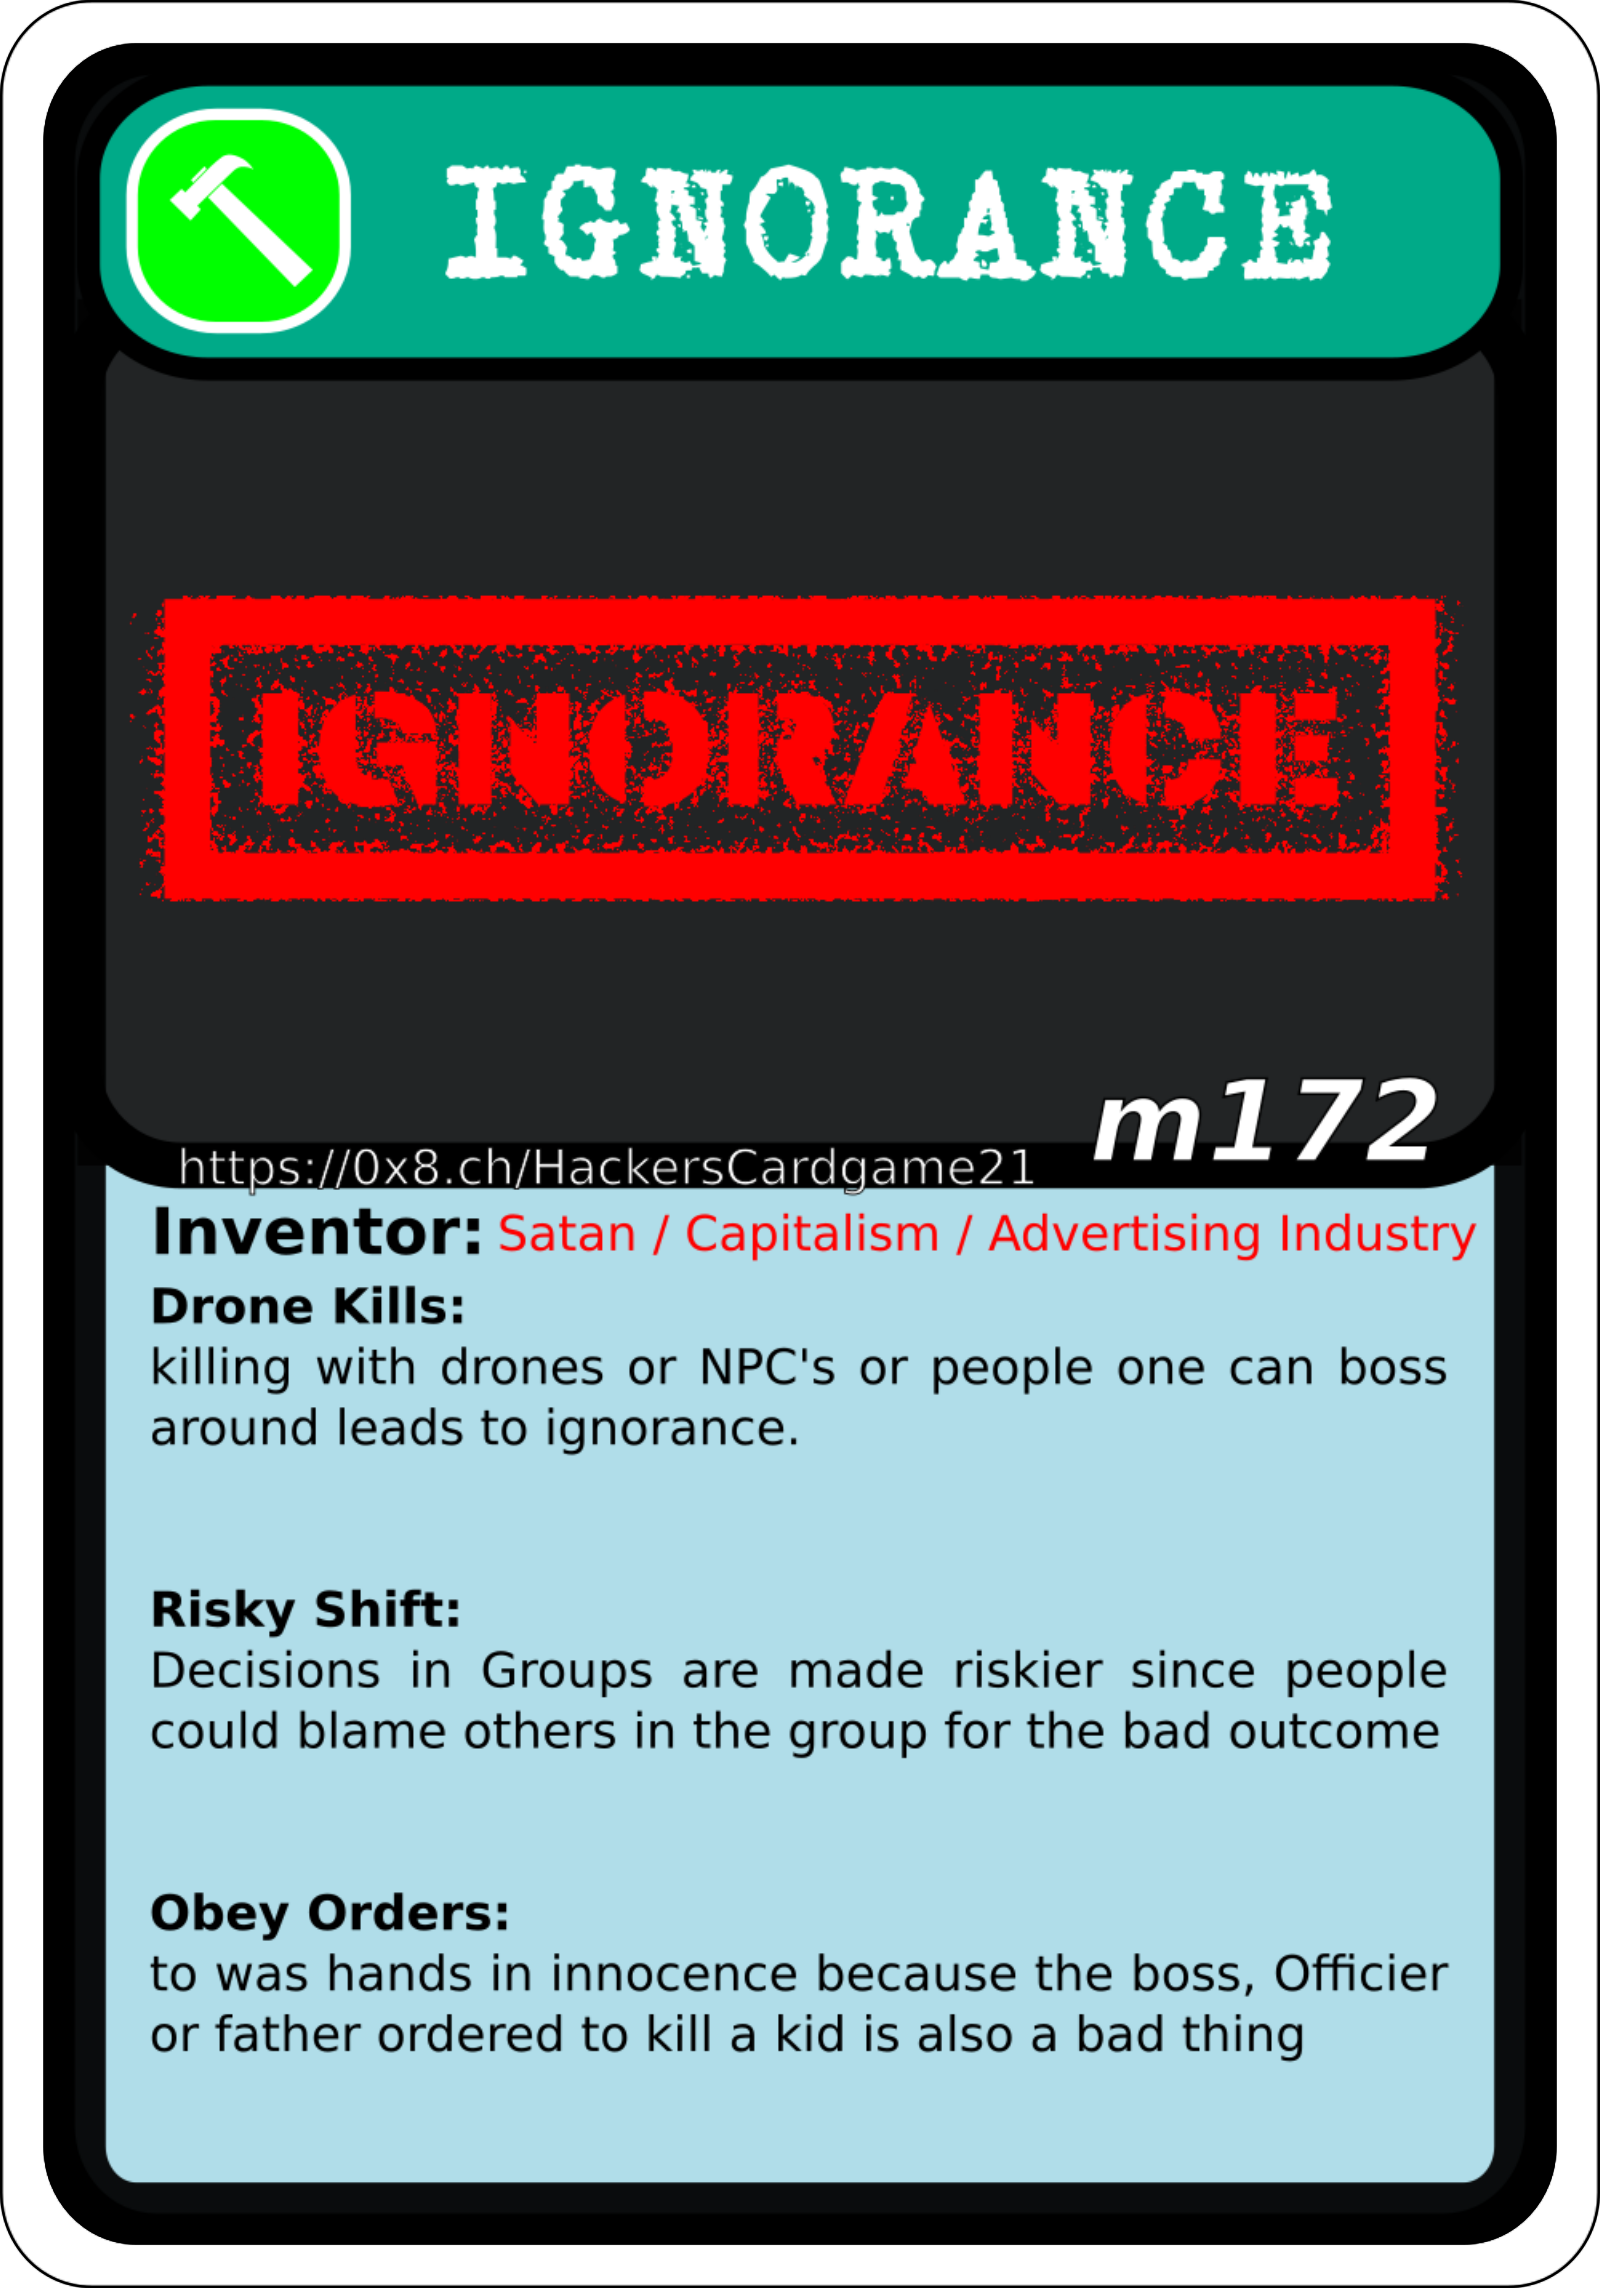 IGNORANCE
IGNORANCE
m172
https://0x8.ch/HackersCardgame21
Inventor: Satan / Capitalism / Advertising Industry
Drone Kills:
killing with drones or NPC's or people one can boss
around leads to ignorance.
Risky Shift:
Decisions in Groups are made riskier since people
could blame others in the group for the bad outcome
Obey Orders:
to was hands in innocence because the boss, Officier
or father ordered to kill a kid is also a bad thing